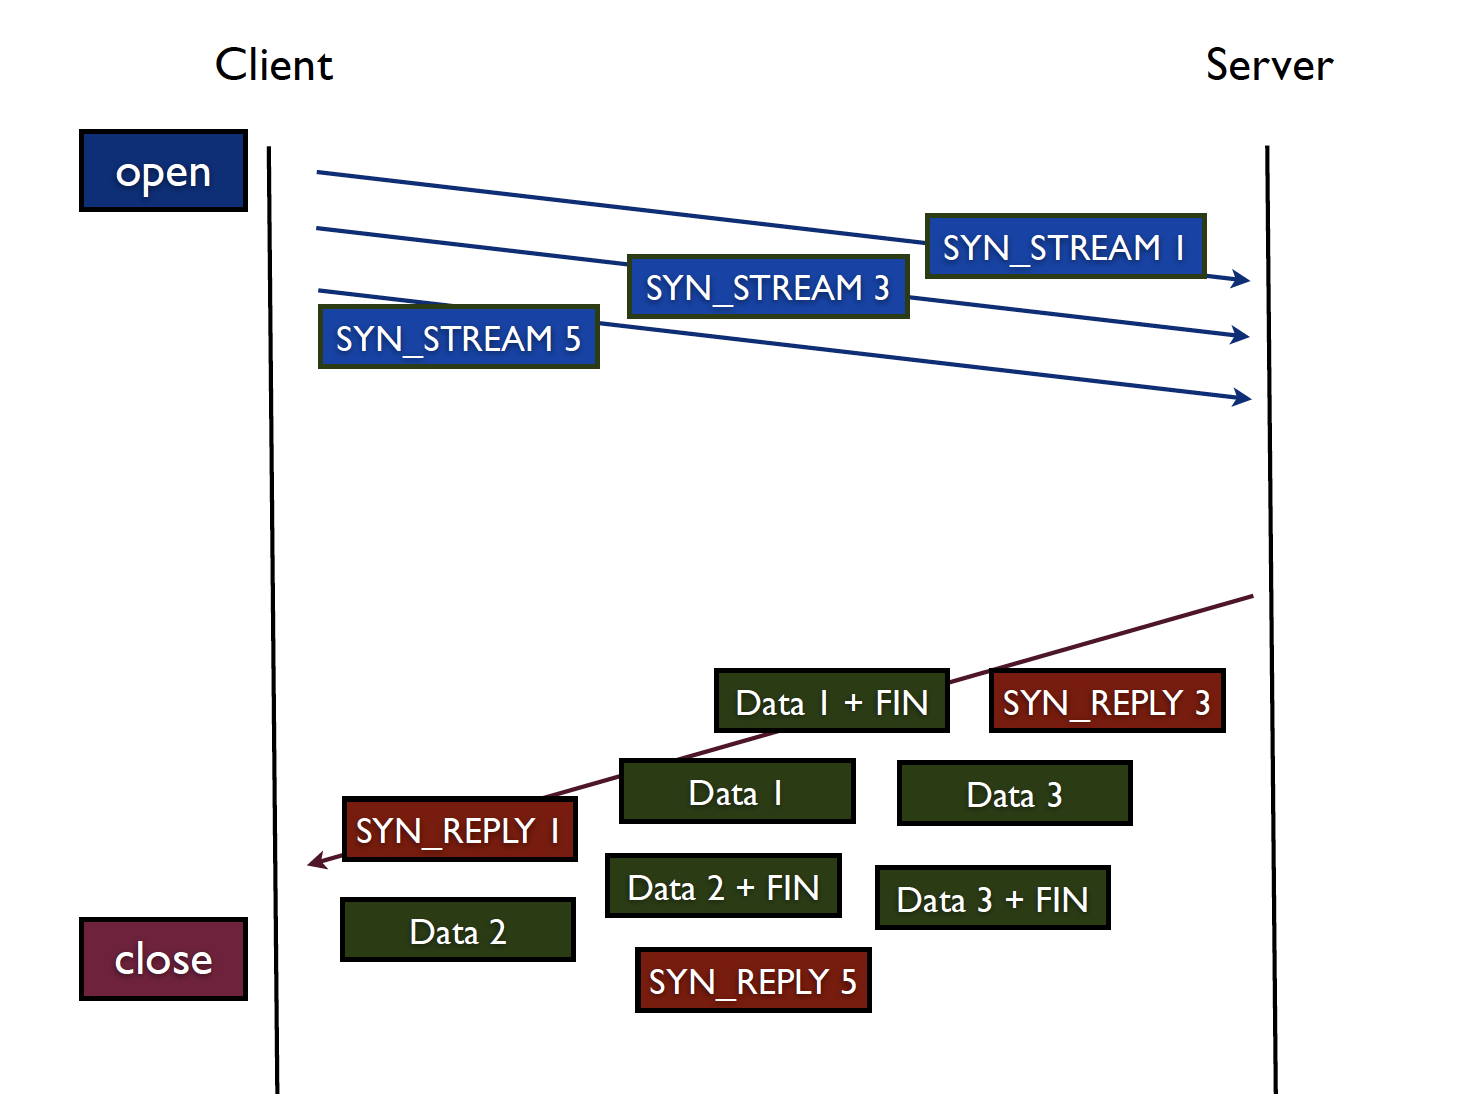 Client
Server
open
SYN_STREAM 1
SYN_STREAM 3
SYN_STREAM 5
Data 1 + FIN
SYN_REPLY 3
Data 1
Data 3
SYN_REPLY 1
Data 2 + FIN
Data 3 + FIN
Data 2
close
SYN_REPLY 5